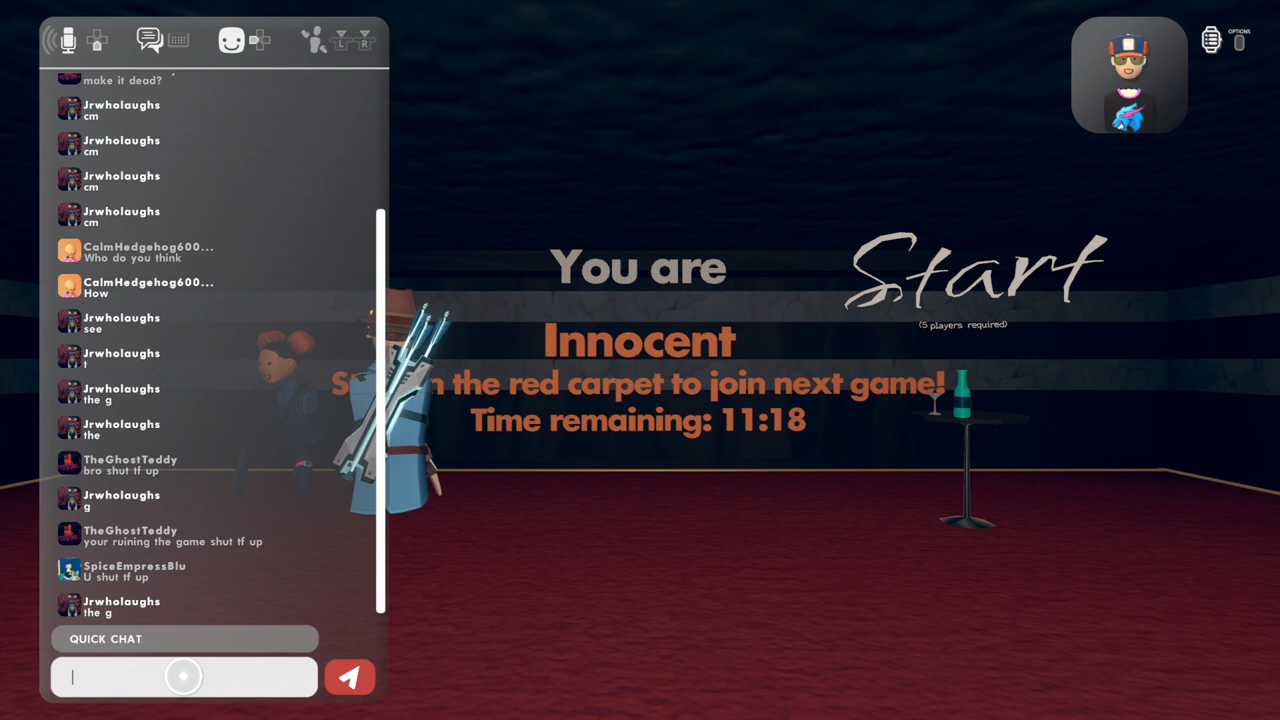 make it dead?
Jrwholaughs
cm
Jrwholaughs
cm
Jrwholaughs
cm
Jrwholaughs
cm
CalmHedgehog600...
Who do you think
CalmHedgehog600...
How
Jrwholaughs
see
Jrwholaughs
t
Jrwholaughs
the g
Jrwholaughs
the
TheGhostTeddy
bro shut tf up
Jrwholaughs
g
TheGhostTeddy
your ruining the game shut tf up
SpiceEmpressBlu
U shut tf up
Jrwholaughs
the g
QUICK CHAT
L
R
You are
Innocent
the red carpet to join next game!
Time remaining: 11:18
Start
(5 players required)
OPTIONS